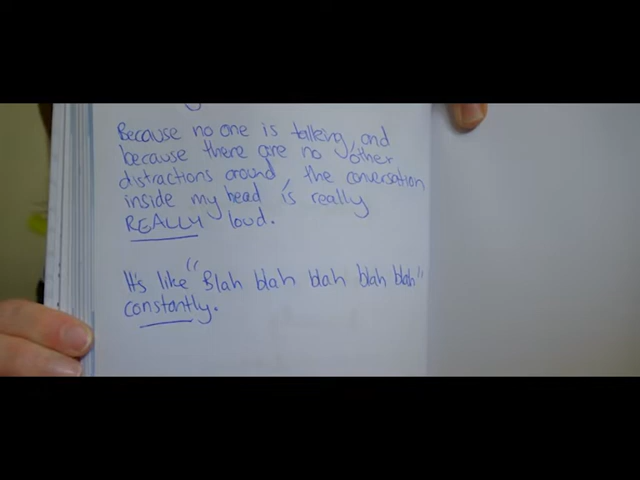 Because no one is talking, and
because there are no other
distractions around, the conversation
inside my head is really
REALLY loud.
It's like "Blah blah blah blah blah"
constantly.